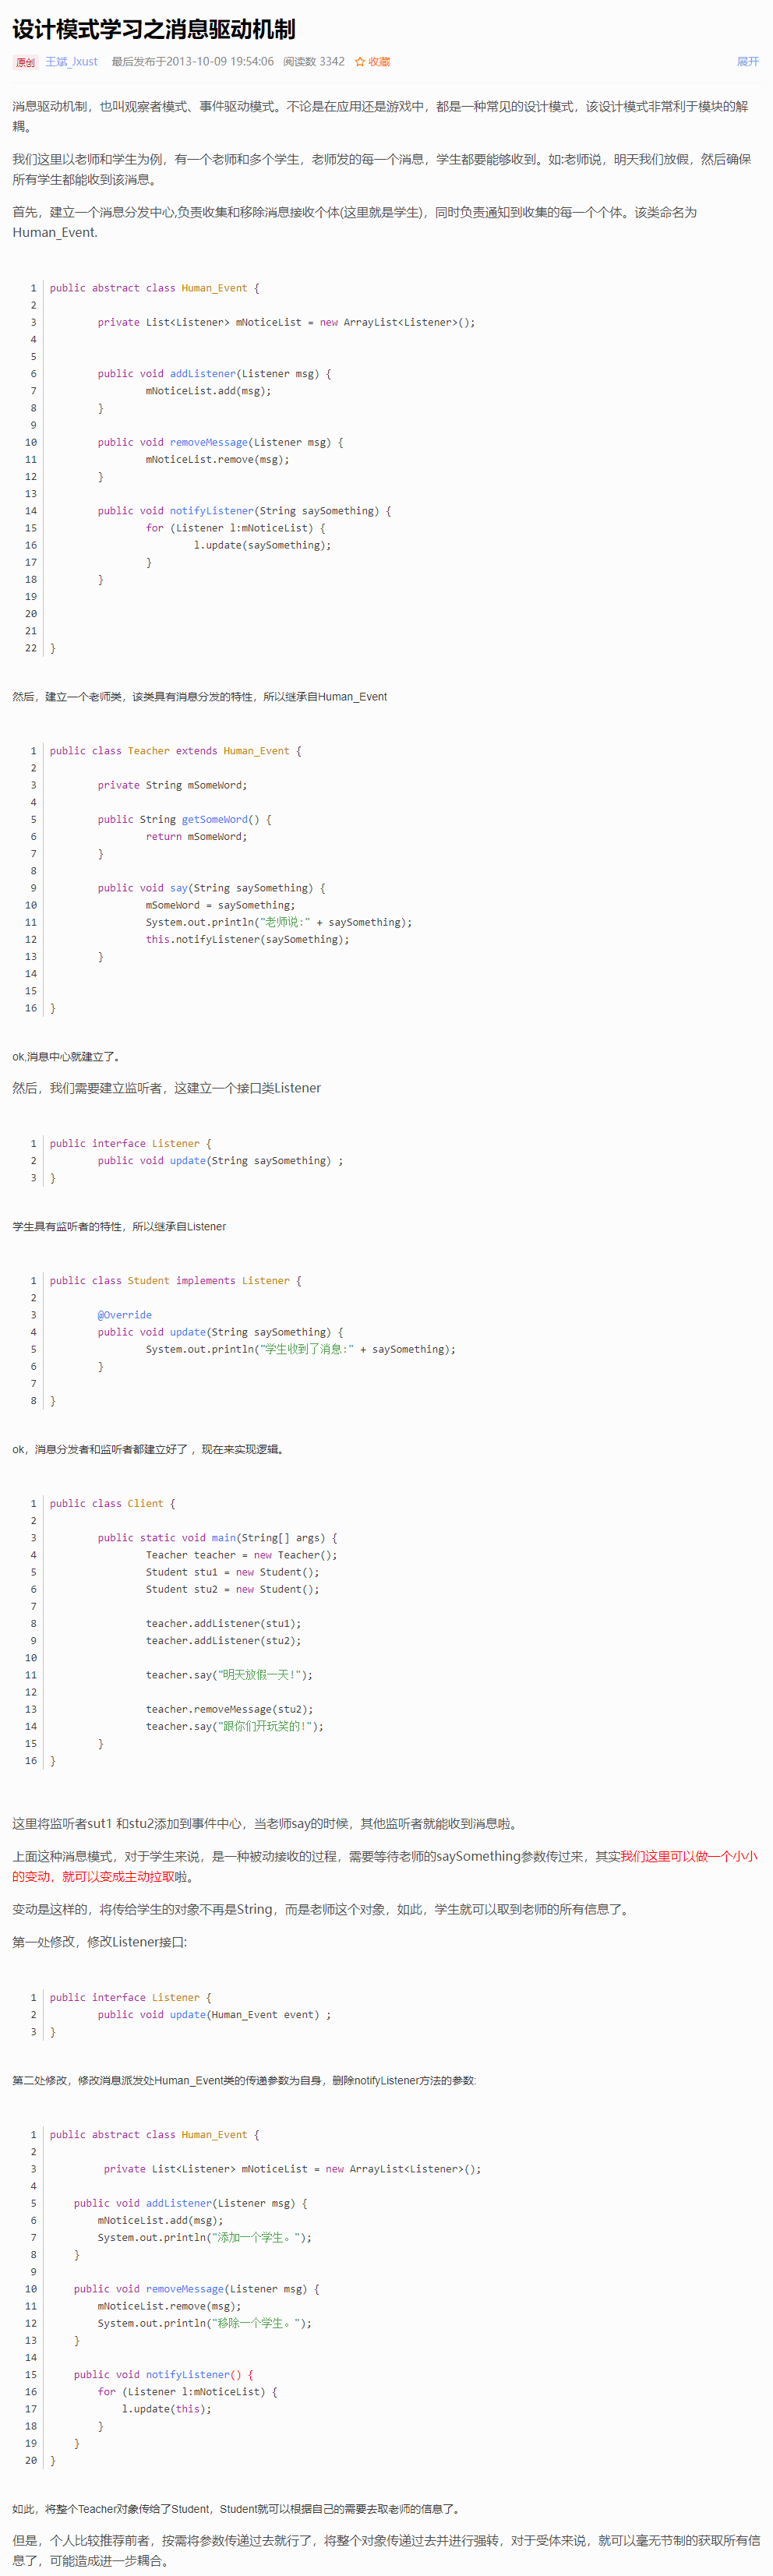 设计模式学习之消息驱动机制
原创 王斌_Jxust 最后发布于2013-10-09 19:54:06 阅读数 3342 收藏 展开
消息驱动机制，也叫观察者模式、事件驱动模式。不论是在应用还是游戏中，都是一种常见的设计模式，该设计模式非常利于模块的解
耦。
我们这里以老师和学生为例，有一个老师和多个学生，老师发的每一个消息，学生都要能够收到。如:老师说，明天我们放假，然后确保
所有学生都能收到该消息。
首先，建立一个消息分发中心,负责收集和移除消息接收个体(这里就是学生)，同时负责通知到收集的每一个个体。该类命名为
Human_Event.
1 public abstract class Human_Event {
2
3 private List<Listener> mNoticeList = new ArrayList<Listener>();
4
5
6 public void addListener(Listener msg) {
7 mNoticeList.add(msg);
8 }
9
10 public void removeMessage(Listener msg) {
11 mNoticeList.remove(msg);
12 }
13
14 public void notifyListener(String saySomething) {
15 for (Listener l:mNoticeList) {
16 l.update(saySomething);
17 }
18 }
19
20
21
22 }
然后，建立一个老师类，该类具有消息分发的特性，所以继承自Human_Event
1 public class Teacher extends Human_Event {
2
3 private String mSomeWord;
4
5 public String getSomeWord() {
6 return mSomeWord;
7 }
8
9 public void say(String saySomething) {
10 mSomeWord = saySomething;
11 System.out.println("老师说:" + saySomething);
12 this.notifyListener(saySomething);
13 }
14
15
16 }
ok,消息中心就建立了。
然后，我们需要建立监听者，这建立一个接口类Listener
1 public interface Listener {
2 public void update(String saySomething) ;
3 }
学生具有监听者的特性，所以继承自Listener
1 public class Student implements Listener {
2
3 @Override
4 public void update(String saySomething) {
5 System.out.println("学生收到了消息:" + saySomething);
6 }
7
8 }
ok，消息分发者和监听者都建立好了 ，现在来实现逻辑。
1 public class Client {
2
3 public static void main(String[] args) {
4 Teacher teacher = new Teacher();
5 Student stu1 = new Student();
6 Student stu2 = new Student();
7
8 teacher.addListener(stu1);
9 teacher.addListener(stu2);
10
11 teacher.say("明天放假一天!");
12
13 teacher.removeMessage(stu2);
14 teacher.say("跟你们开玩笑的!");
15 }
16 }
这里将监听者sut1 和stu2添加到事件中心，当老师say的时候，其他监听者就能收到消息啦。
上面这种消息模式，对于学生来说，是一种被动接收的过程，需要等待老师的saySomething参数传过来，其实我们这里可以做一个小小
的变动，就可以变成主动拉取啦。
变动是这样的，将传给学生的对象不再是String，而是老师这个对象，如此，学生就可以取到老师的所有信息了。
第一处修改，修改Listener接口:
1 public interface Listener {
2 public void update(Human_Event event) ;
3 }
第二处修改，修改消息派发处Human_Event类的传递参数为自身，删除notifyListener方法的参数:
1 public abstract class Human_Event {
2
3 private List<Listener> mNoticeList = new ArrayList<Listener>();
4
5 public void addListener(Listener msg) {
6 mNoticeList.add(msg);
7 System.out.println("添加一个学生。");
8 }
9
10 public void removeMessage(Listener msg) {
11 mNoticeList.remove(msg);
12 System.out.println("移除一个学生。");
13 }
14
15 public void notifyListener() {
16 for (Listener l:mNoticeList) {
17 l.update(this);
18 }
19 }
20 }
如此，将整个Teacher对象传给了Student，Student就可以根据自己的需要去取老师的信息了。
但是，个人比较推荐前者，按需将参数传递过去就行了，将整个对象传递过去并进行强转，对于受体来说，就可以毫无节制的获取所有信
息了，可能造成进一步耦合。